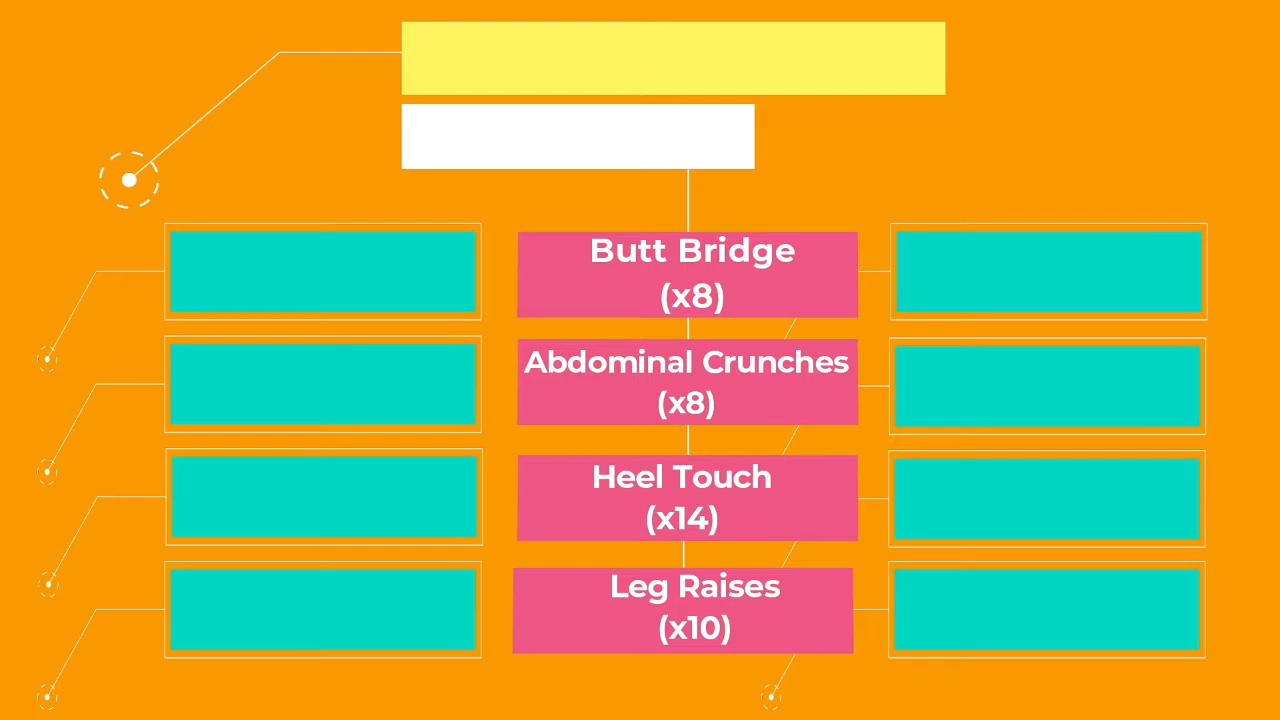 Butt Bridge
(x8)
Abdominal Crunches
(x8)
Heel Touch
(x14)
Leg Raises
(x10)